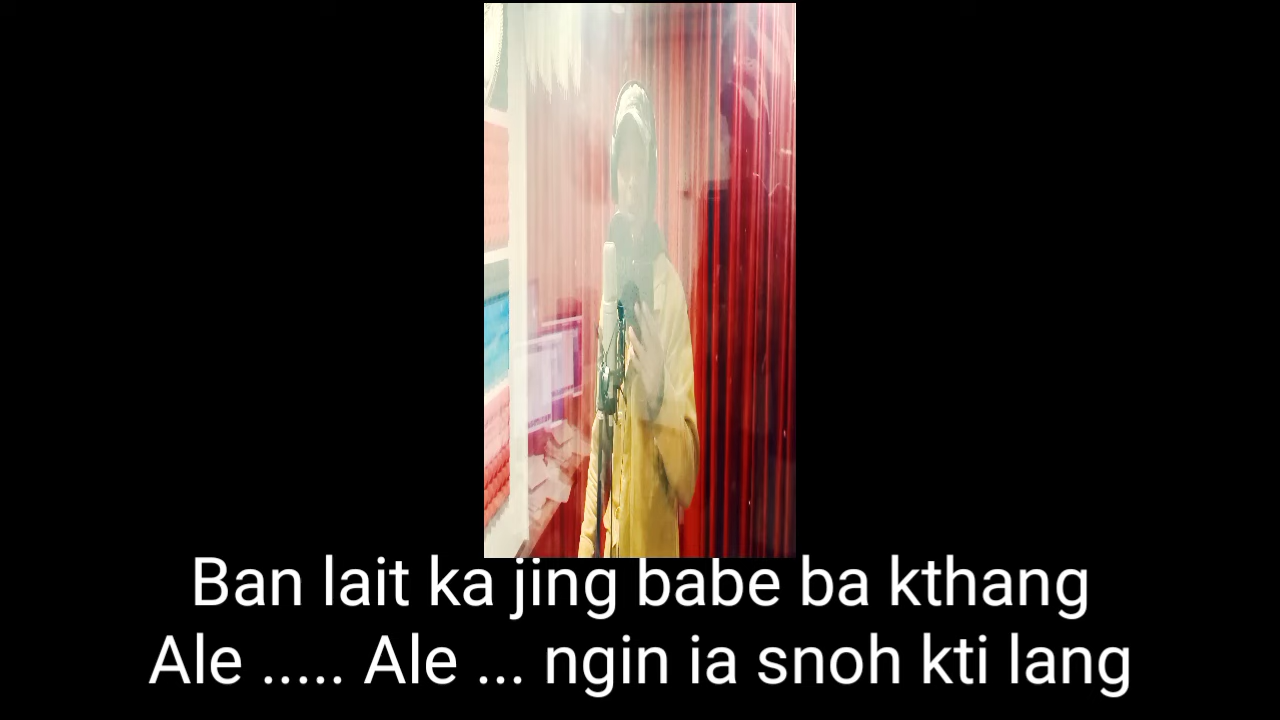 Ban lait ka jing babe ba kthang
Ale ..... Ale ... ngin ia snoh kti lang